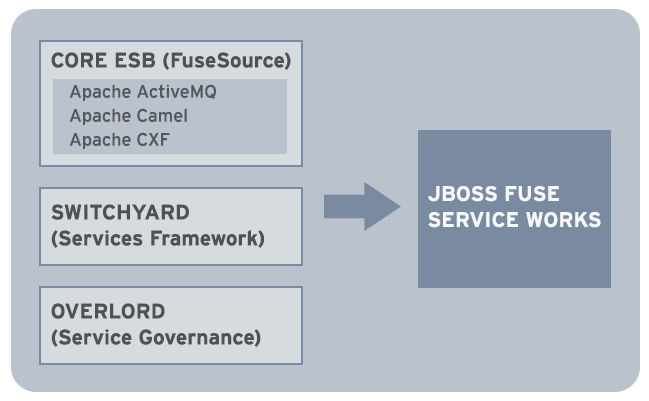 CORE ESB (FuseSource)
Apache ActiveMQ
Apache Camel
Apache CXF
SWITCHYARD
(Services Framework)
OVERLORD
(Service Governance)
JBOSS FUSE
SERVICE WORKS